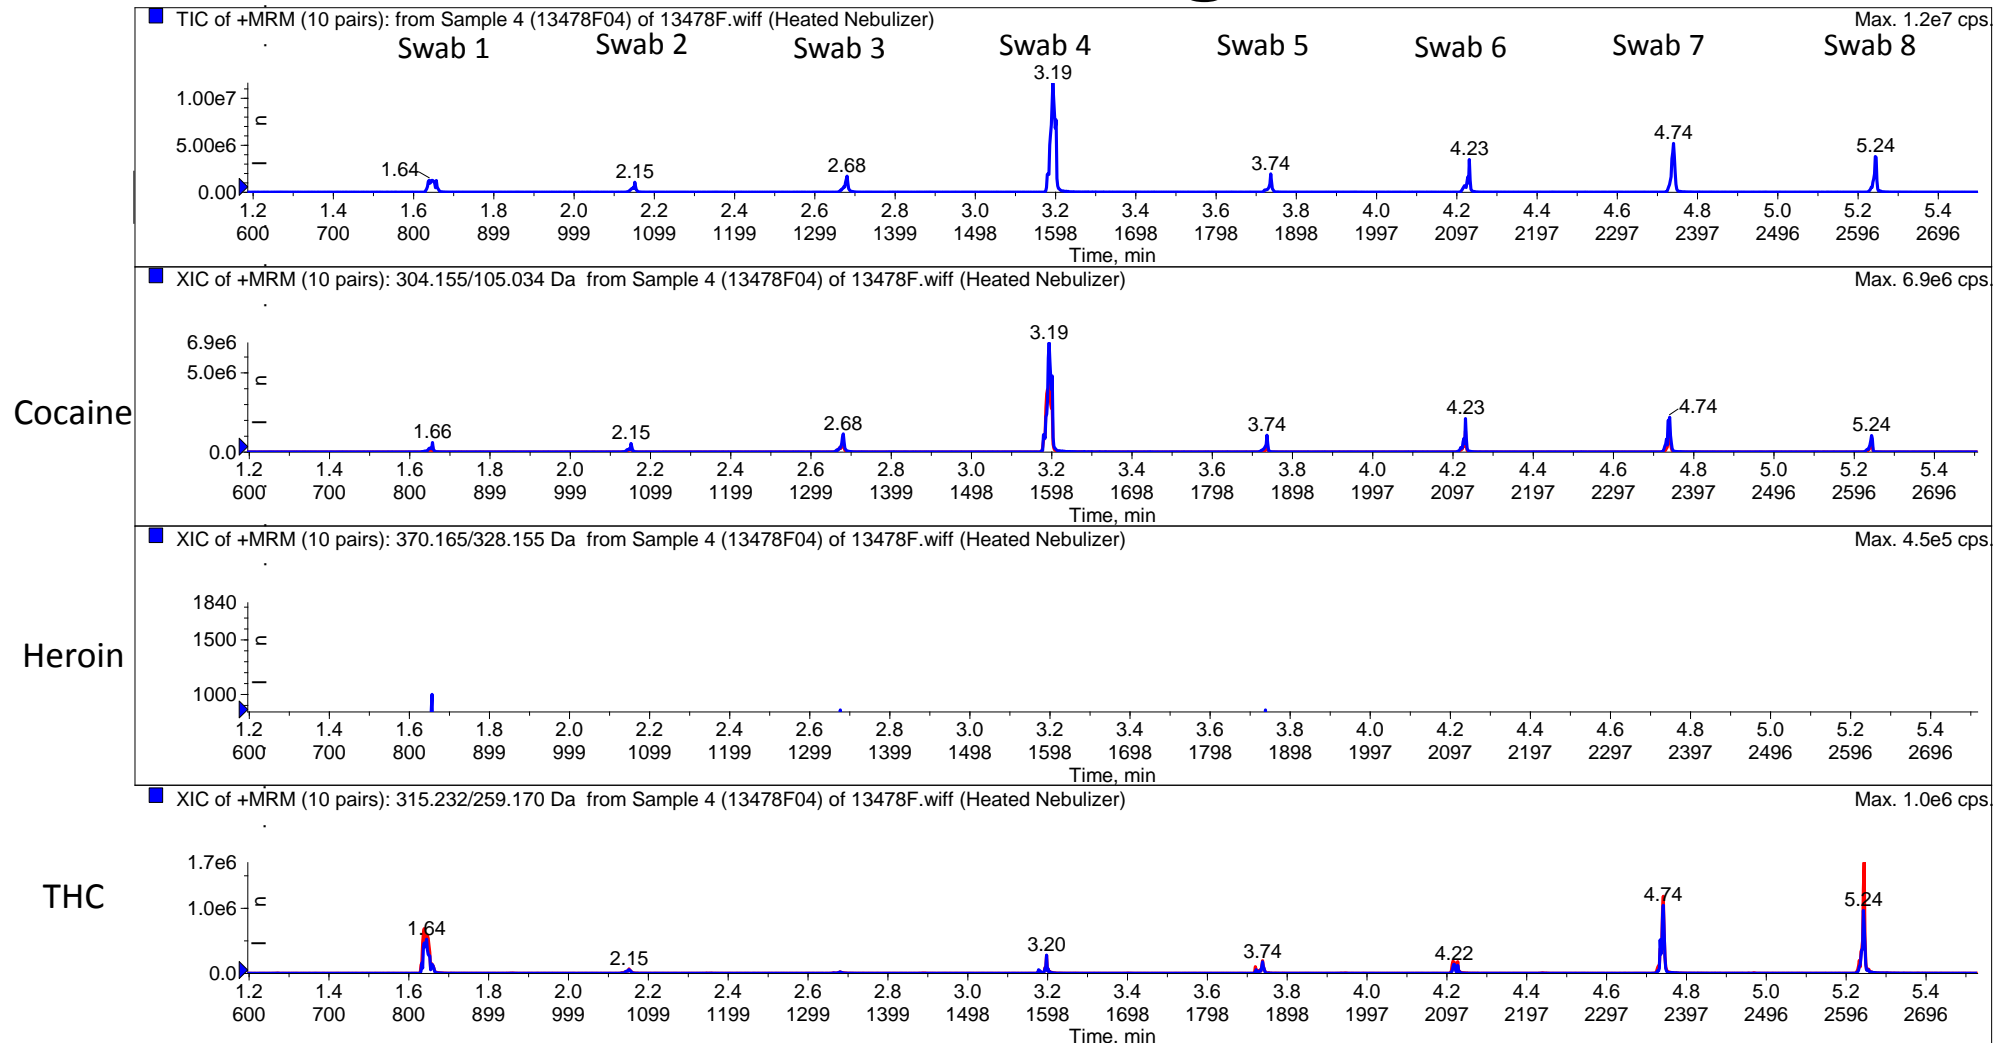 TIC of +MRM (10 pairs): from Sample 4 (13478F04) of 13478F.wiff (Heated Nebulizer) Max. 1.2e7 cps.
Swab 1 Swab 2 Swab 3 Swab 4 Swab 5 Swab 6 Swab 7 Swab 8
3.19
1.00e7
5.00e6
0.00
1.64 2.15 2.68 3.74 4.23 4.74 5.24
1.2 1.4 1.6 1.8 2.0 2.2 2.4 2.6 2.8 3.0 3.2 3.4 3.6 3.8 4.0 4.2 4.4 4.6 4.8 5.0 5.2 5.4
600 700 800 899 999 1099 1199 1299 1399 1498 1598 1698 1798 1898 1997 2097 2197 2297 2397 2496 2596 2696
Time, min
XIC of +MRM (10 pairs): 304.155/105.034 Da from Sample 4 (13478F04) of 13478F.wiff (Heated Nebulizer) Max. 6.9e6 cps.
3.19
6.9e6
5.0e6
Cocaine
0.0
1.66 2.15 2.68 3.74 4.23 4.74 5.24
1.2 1.4 1.6 1.8 2.0 2.2 2.4 2.6 2.8 3.0 3.2 3.4 3.6 3.8 4.0 4.2 4.4 4.6 4.8 5.0 5.2 5.4
600 700 800 899 999 1099 1199 1299 1399 1498 1598 1698 1798 1898 1997 2097 2197 2297 2397 2496 2596 2696
Time, min
XIC of +MRM (10 pairs): 370.165/328.155 Da from Sample 4 (13478F04) of 13478F.wiff (Heated Nebulizer) Max. 4.5e5 cps.
1840
1500
Heroin
1000
1.2 1.4 1.6 1.8 2.0 2.2 2.4 2.6 2.8 3.0 3.2 3.4 3.6 3.8 4.0 4.2 4.4 4.6 4.8 5.0 5.2 5.4
600 700 800 899 999 1099 1199 1299 1399 1498 1598 1698 1798 1898 1997 2097 2197 2297 2397 2496 2596 2696
Time, min
XIC of +MRM (10 pairs): 315.232/259.170 Da from Sample 4 (13478F04) of 13478F.wiff (Heated Nebulizer) Max. 1.0e6 cps.
1.7e6
THC
1.0e6
0.0
1.64 2.15 3.20 3.74 4.22 4.74 5.24
1.2 1.4 1.6 1.8 2.0 2.2 2.4 2.6 2.8 3.0 3.2 3.4 3.6 3.8 4.0 4.2 4.4 4.6 4.8 5.0 5.2 5.4
600 700 800 899 999 1099 1199 1299 1399 1498 1598 1698 1798 1898 1997 2097 2197 2297 2397 2496 2596 2696
Time, min